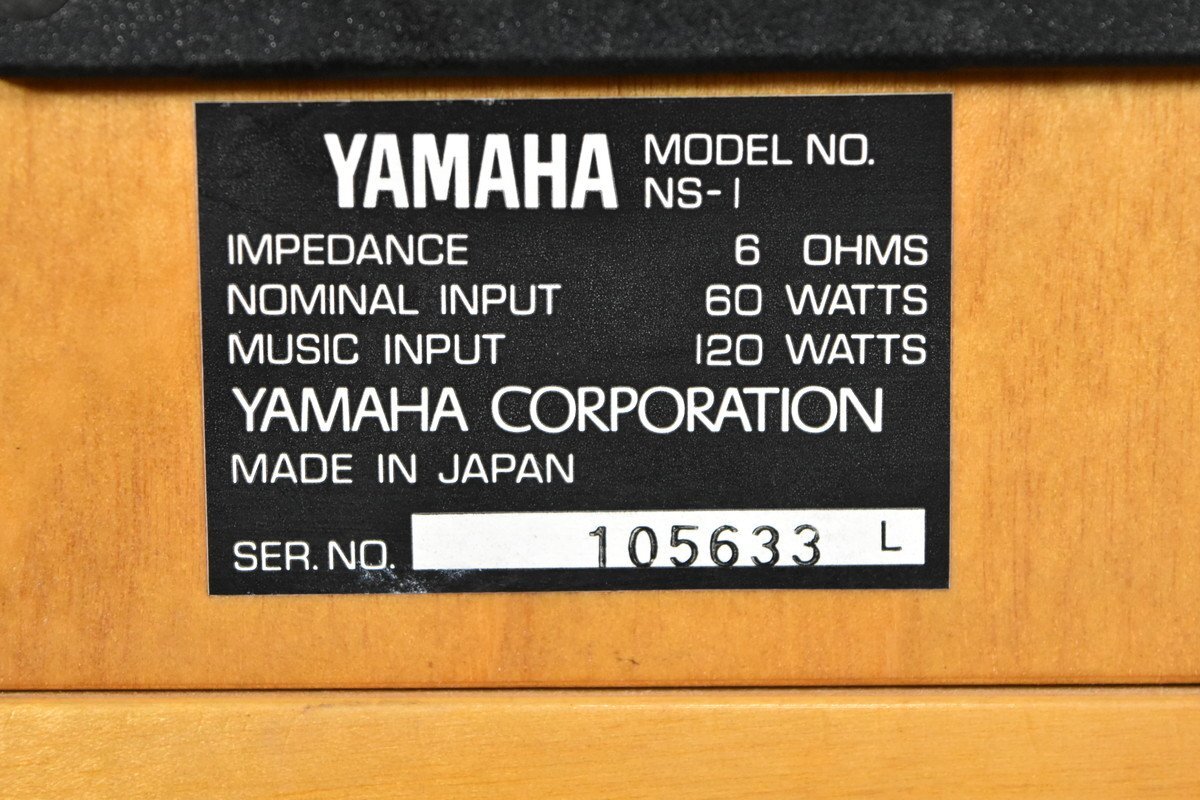 YAMAHA MODEL NO.
NS-1
IMPEDANCE 6 OHMS
NOMINAL INPUT 60 WATTS
MUSIC INPUT 120 WATTS
YAMAHA CORPORATION
MADE IN JAPAN
SER. NO. 105633 L